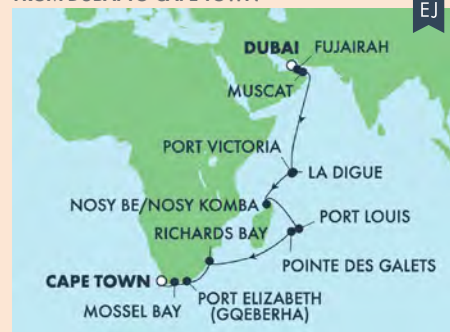 EJ
DUBAI
FUJAIRAH
MUSCAT
PORT VICTORIA
LA DIGUE
NOSY BE/NOSY KOMBA
PORT LOUIS
RICHARDS BAY
POINTE DES GALETS
CAPE TOWN
PORT ELIZABETH
(GQEBERHA)
MOSSEL BAY